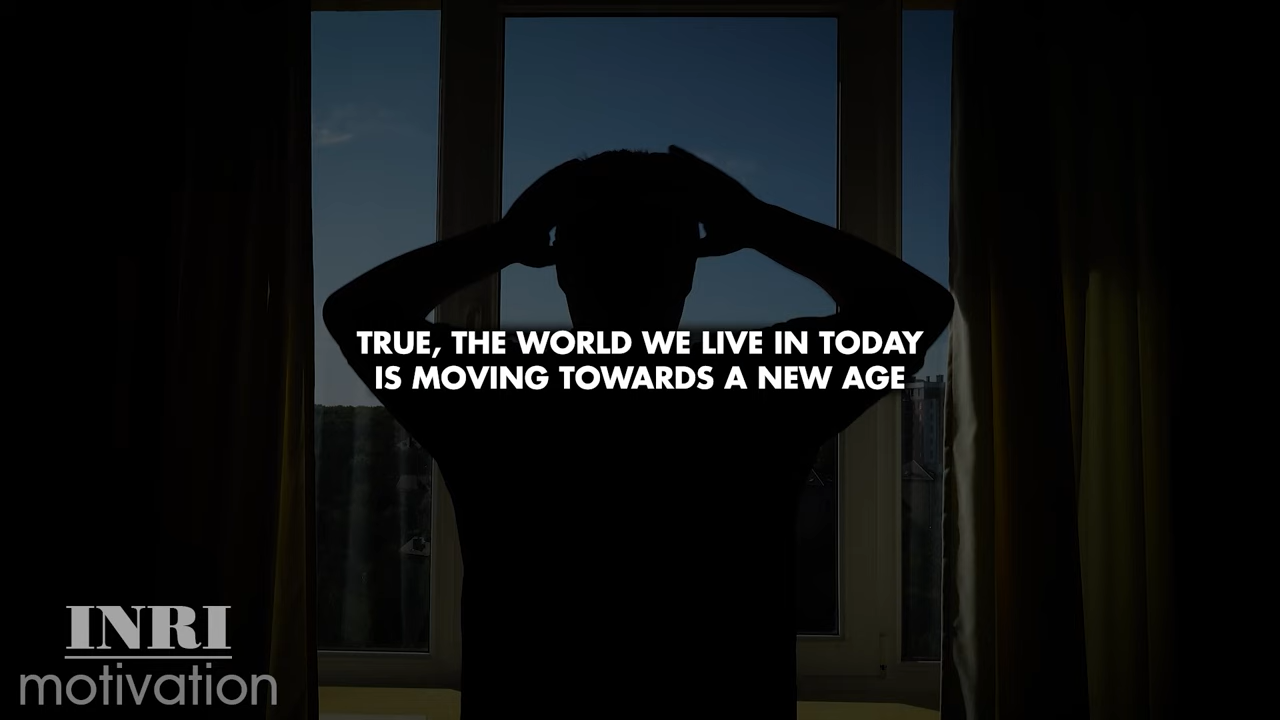 TRUE, THE WORLD WE LIVE IN TODAY
IS MOVING TOWARDS A NEW AGE
INRI
motivation